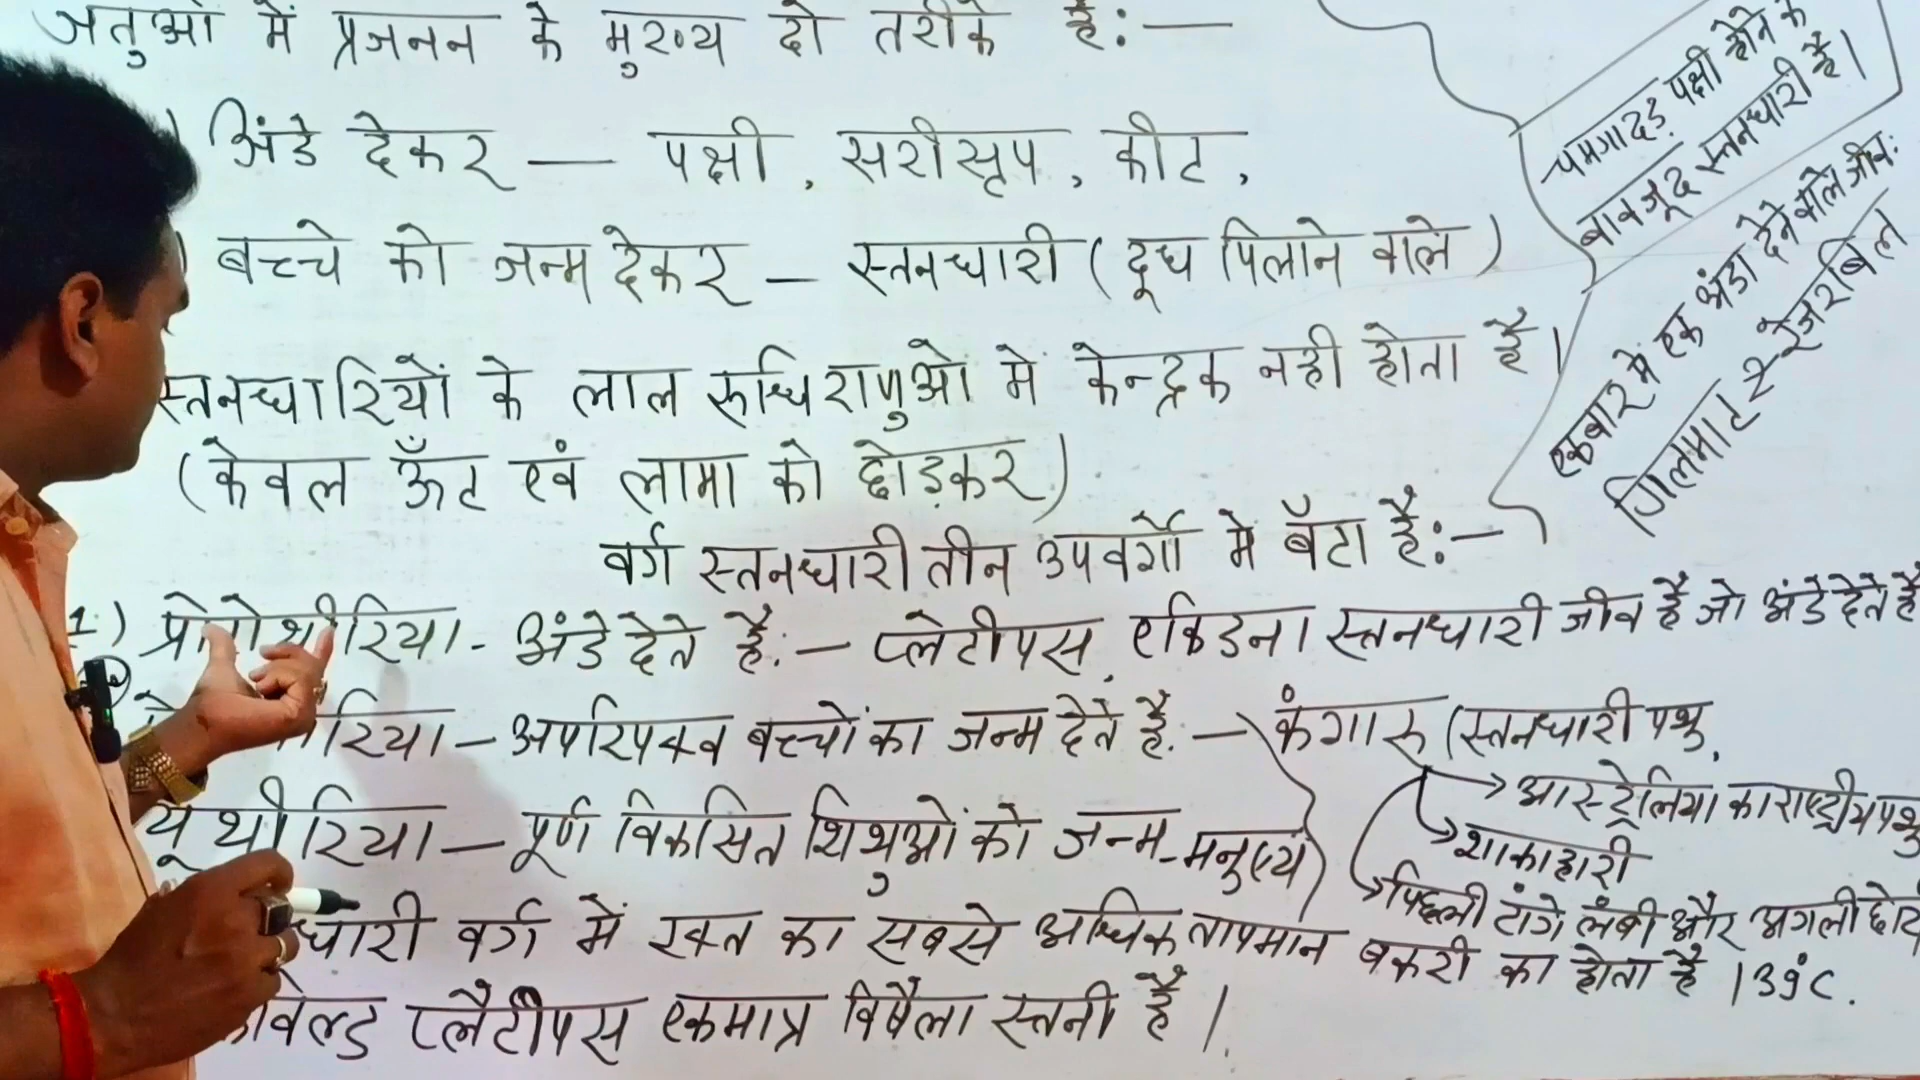 जंतुओं में प्रजनन के मुख्य दो तरीके हैं:—
अंडे देकर — पक्षी, सरीसृप, कीट,
बच्चे को जन्म देकर — स्तनधारी (दूध पिलाने वाले)
स्तनधारियों के लाल रूधिराणुओं में केन्द्रक नही होता है।
(केवल ऊँट एवं लामा को छोड़कर)
वर्ग स्तनधारी तीन उपवर्गों में बँटा है:—
1.) प्रोटोथीरिया - अंडे देते हैं:— प्लेटीपस, एकिडना स्तनधारी जीव हैं जो अंडे देते हैं
रिया — अपरिपक्व बच्चों का जन्म देते है. — कंगारू (स्तनधारी पशु,
→ आस्ट्रेलिया का राष्ट्रीय पशु
→ शाकाहारी
→ पिछली टांगे लंबी और अगली छोटी
यूथीरिया — पूर्ण विकसित शिशुओं को जन्म - मनुष्य
धारी वर्ग में रक्त का सबसे अधिक तापमान बकरी का होता है। 39°c.
प्लैटीपस एकमात्र विषैला स्तनी है।
चमगादड़ पक्षी होने के
बावजूद स्तनधारी है।
एकबार में एक अंडा देने वाले जीव:
गिलमाट रेजरबिल